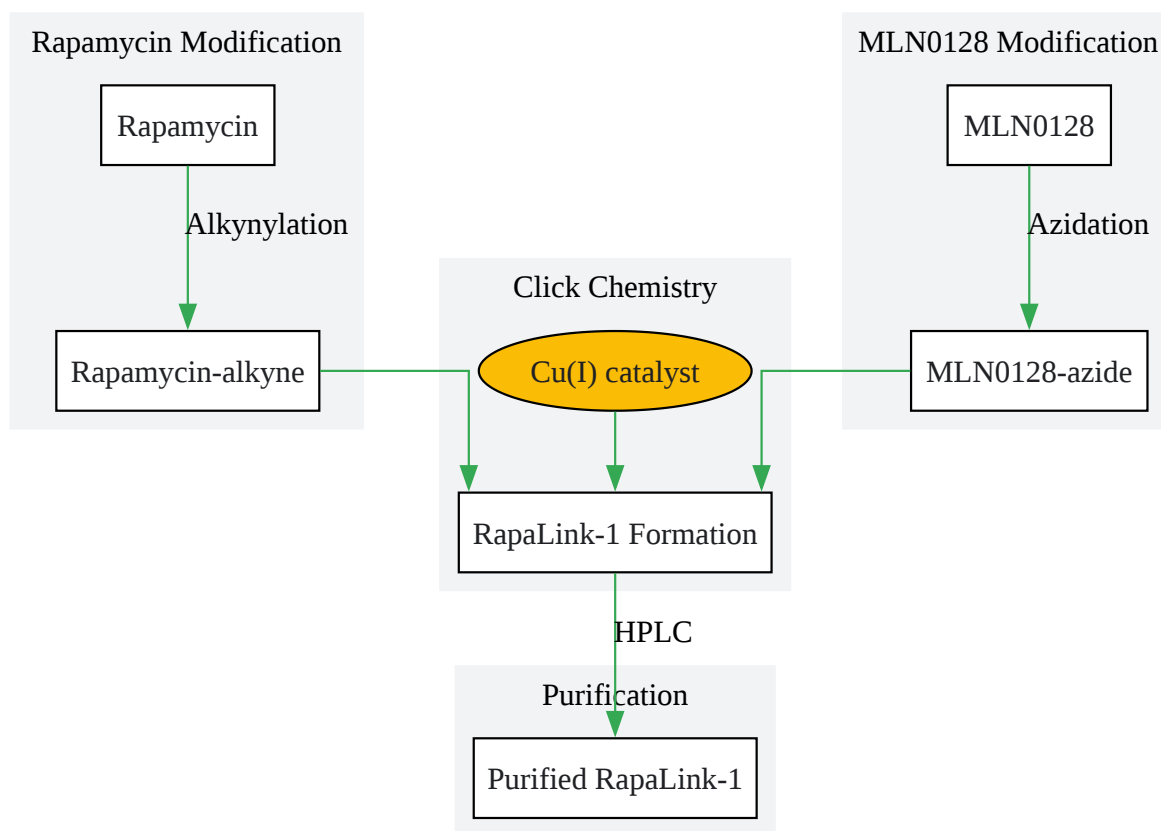 Rapamycin Modification
MLN0128 Modification
Rapamycin
MLN0128
Alkynylation
Azidation
Click Chemistry
Rapamycin-alkyne
Cu(I) catalyst
MLN0128-azide
RapaLink-1 Formation
HPLC
Purification
Purified RapaLink-1